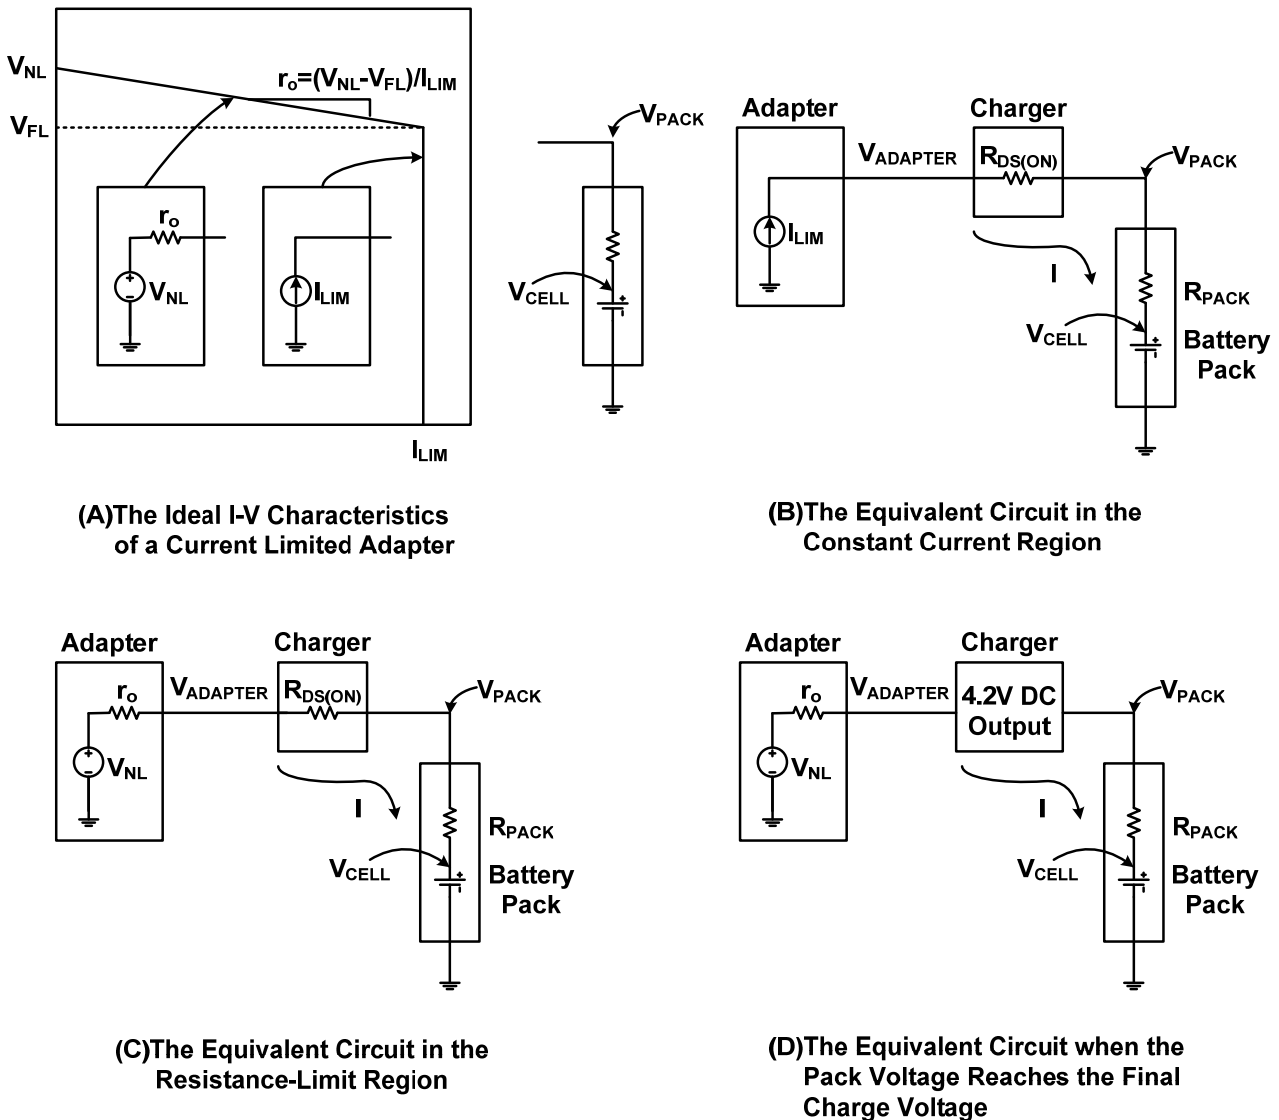 V_NL
r_o=(V_NL-V_FL)/I_LIM
V_FL
r_o
V_NL
I_LIM
I_LIM
V_PACK
V_CELL
(A)The Ideal I-V Characteristics
of a Current Limited Adapter
Adapter
Charger
V_ADAPTER
R_DS(ON)
V_PACK
I_LIM
I
R_PACK
V_CELL
Battery
Pack
(B)The Equivalent Circuit in the
Constant Current Region
Adapter
Charger
r_o
V_ADAPTER
R_DS(ON)
V_PACK
V_NL
I
R_PACK
V_CELL
Battery
Pack
(C)The Equivalent Circuit in the
Resistance-Limit Region
Adapter
Charger
r_o
V_ADAPTER
4.2V DC
Output
V_PACK
V_NL
I
R_PACK
V_CELL
Battery
Pack
(D)The Equivalent Circuit when the
Pack Voltage Reaches the Final
Charge Voltage